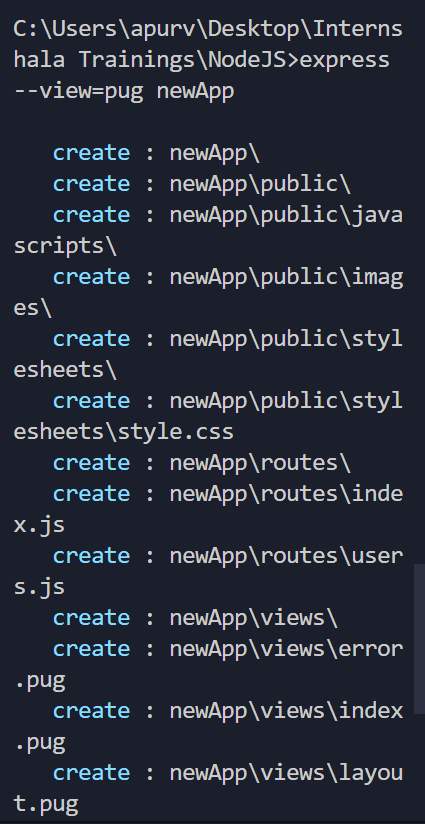 C:\Users\apurv\Desktop\Interns
hala Trainings\NodeJS>express
--view=pug newApp
create : newApp\
create : newApp\public\
create : newApp\public\java
scripts\
create : newApp\public\imag
es\
create : newApp\public\styl
esheets\
create : newApp\public\styl
esheets\style.css
create : newApp\routes\
create : newApp\routes\inde
x.js
create : newApp\routes\user
s.js
create : newApp\views\
create : newApp\views\error
.pug
create : newApp\views\index
.pug
create : newApp\views\layou
t.pug